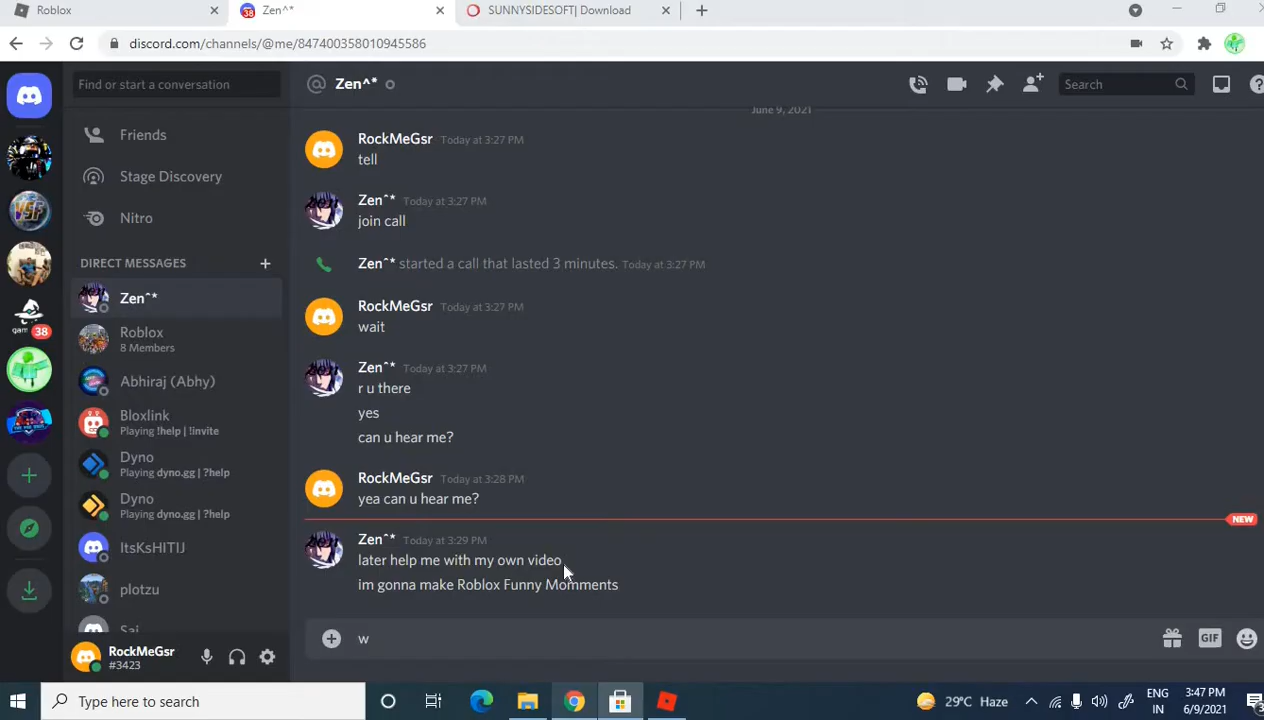 Roblox
38
Zen^*
SUNNYSIDESOFT| Download
discord.com/channels/@me/847400358010945586
Find or start a conversation
Zen^*
Search
Friends
Stage Discovery
Nitro
DIRECT MESSAGES
Zen^*
Roblox
8 Members
38
Abhiraj (Abhy)
Bloxlink
Playing !help | !invite
Dyno
Playing dyno.gg | ?help
Dyno
Playing dyno.gg | ?help
ItsKsHITIJ
plotzu
Sai
RockMeGsr
#3423
June 9, 2021
RockMeGsr Today at 3:27 PM
tell
Zen^* Today at 3:27 PM
join call
Zen^* started a call that lasted 3 minutes. Today at 3:27 PM
RockMeGsr Today at 3:27 PM
wait
Zen^* Today at 3:27 PM
r u there
yes
can u hear me?
RockMeGsr Today at 3:28 PM
yea can u hear me?
NEW
Zen^* Today at 3:29 PM
later help me with my own video
im gonna make Roblox Funny Momments
w
GIF
Type here to search
29°C Haze
ENG
IN
3:47 PM
6/9/2021